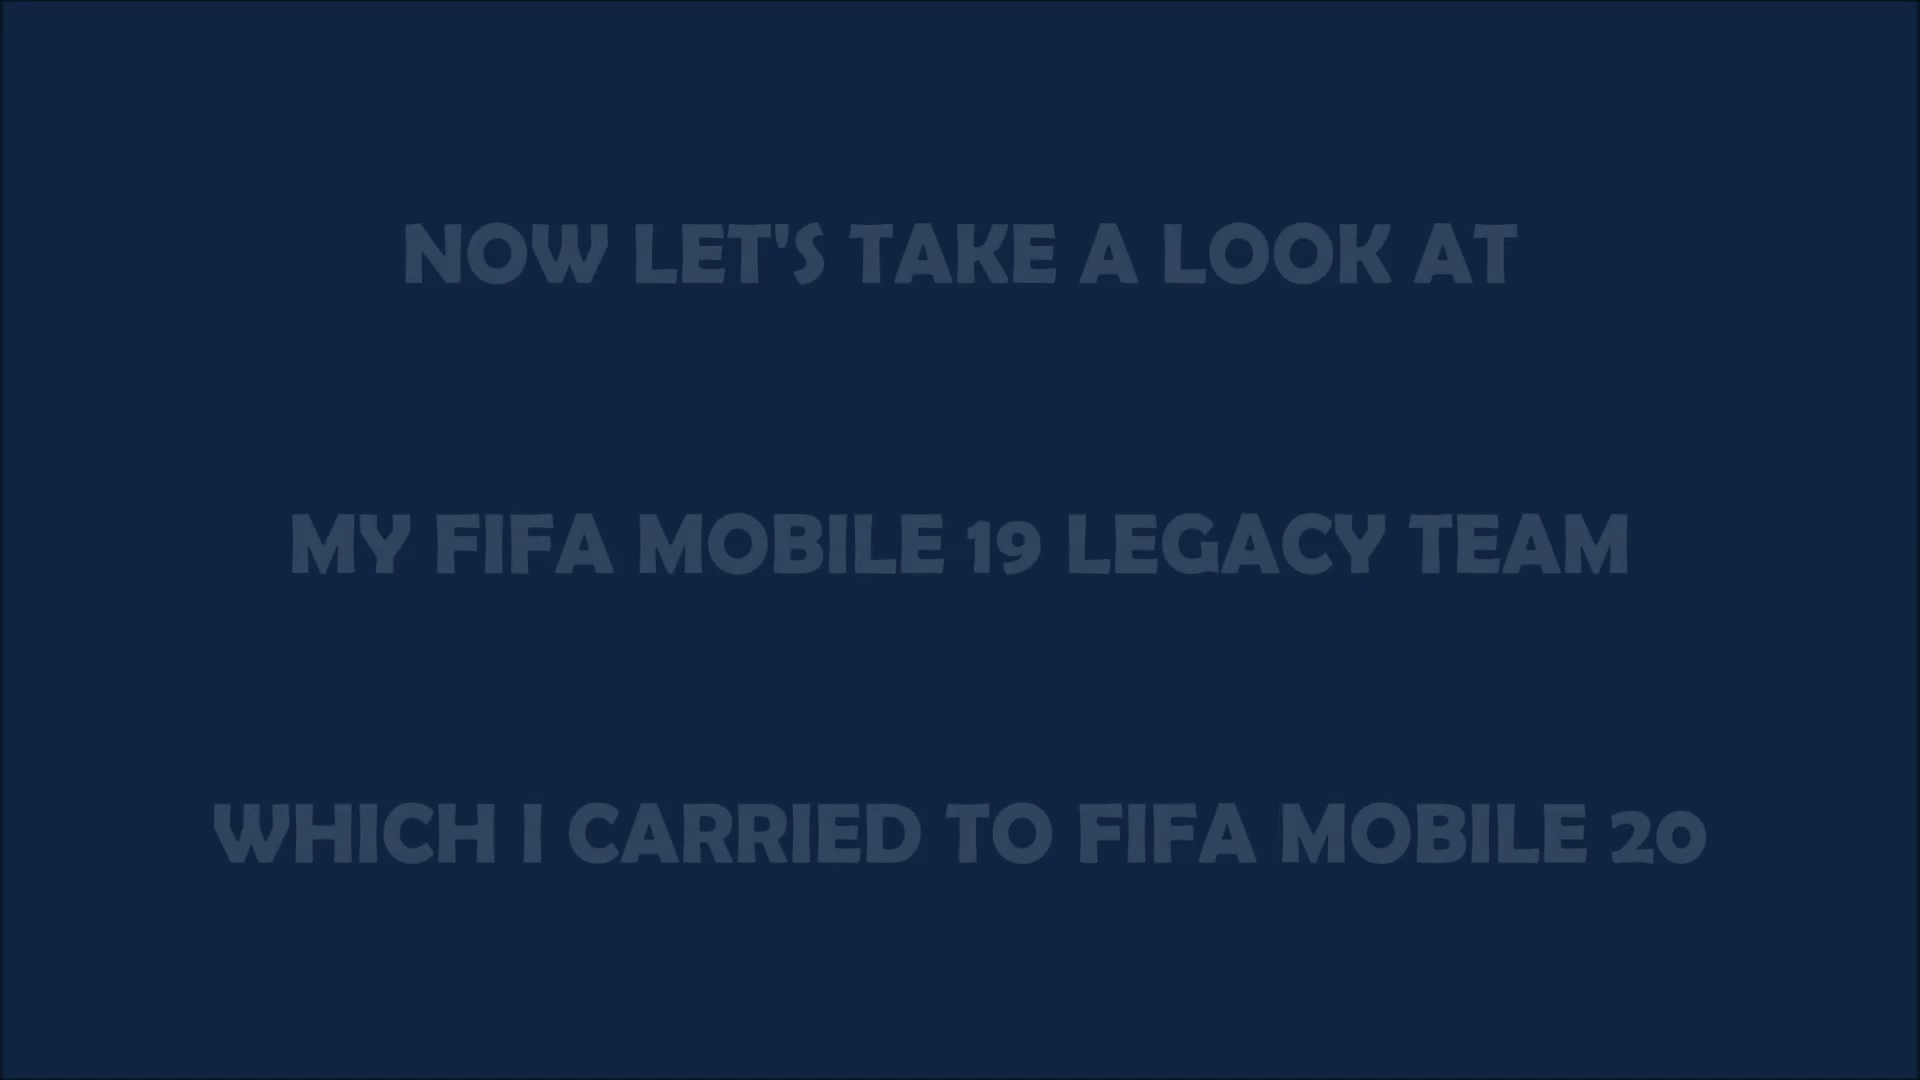 NOW LET'S TAKE A LOOK AT
MY FIFA MOBILE 19 LEGACY TEAM
WHICH I CARRIED TO FIFA MOBILE 20